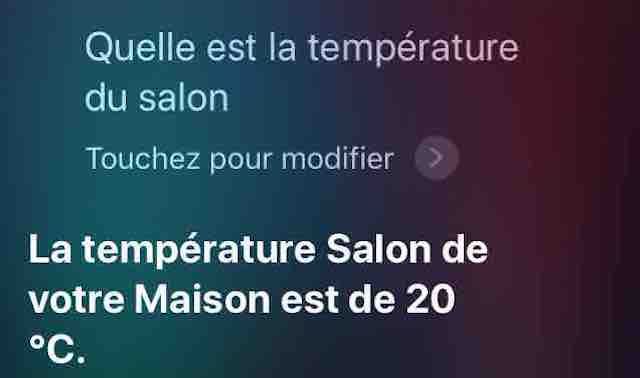 Quelle est la température
du salon
Touchez pour modifier
La température Salon de
votre Maison est de 20
°C.